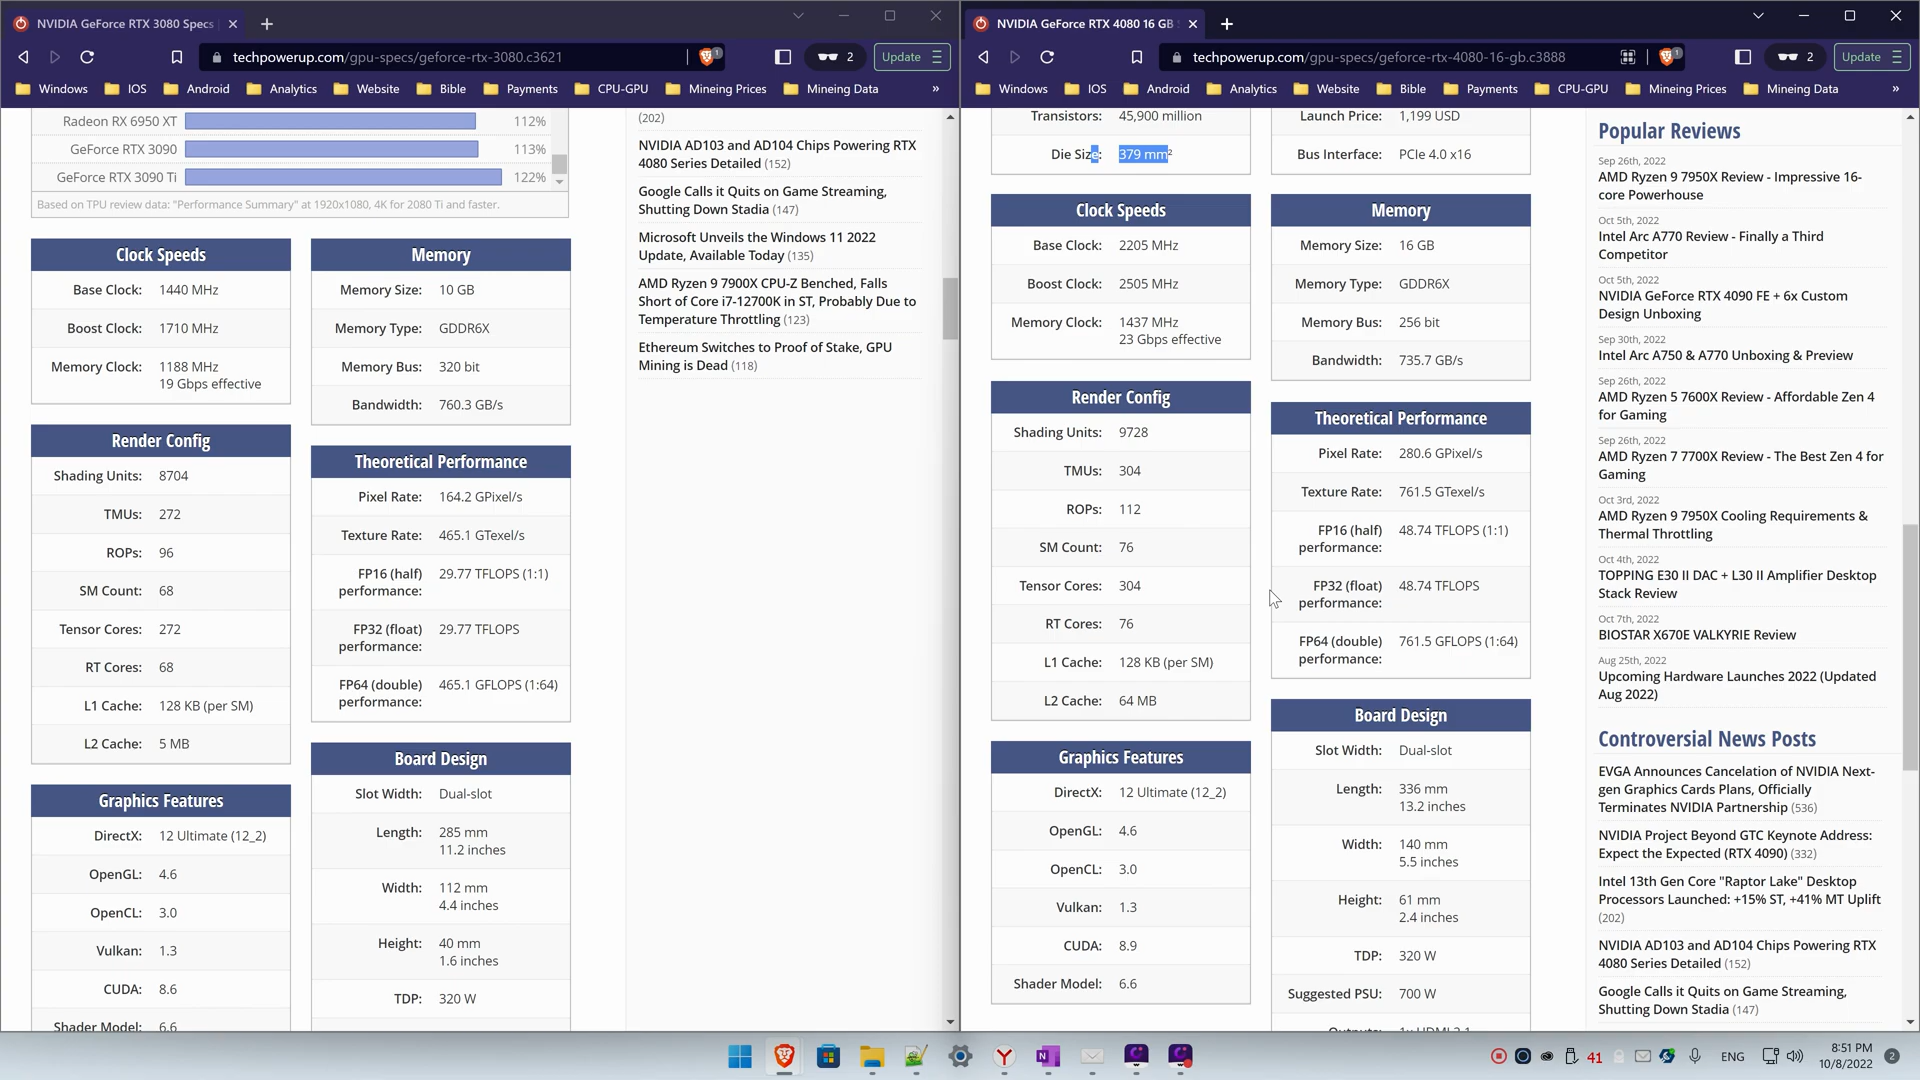 NVIDIA GeForce RTX 3080 Specs
techpowerup.com/gpu-specs/geforce-rtx-3080.c3621
1
2
Update
Windows
IOS
Android
Analytics
Website
Bible
Payments
CPU-GPU
Mineing Prices
Mineing Data
»
Radeon RX 6950 XT 112%
GeForce RTX 3090 113%
GeForce RTX 3090 Ti 122%
Based on TPU review data: "Performance Summary" at 1920x1080, 4K for 2080 Ti and faster.
Clock Speeds
Base Clock: 1440 MHz
Boost Clock: 1710 MHz
Memory Clock: 1188 MHz
19 Gbps effective
Render Config
Shading Units: 8704
TMUs: 272
ROPs: 96
SM Count: 68
Tensor Cores: 272
RT Cores: 68
L1 Cache: 128 KB (per SM)
L2 Cache: 5 MB
Graphics Features
DirectX: 12 Ultimate (12_2)
OpenGL: 4.6
OpenCL: 3.0
Vulkan: 1.3
CUDA: 8.6
Shader Model: 6.6
Memory
Memory Size: 10 GB
Memory Type: GDDR6X
Memory Bus: 320 bit
Bandwidth: 760.3 GB/s
Theoretical Performance
Pixel Rate: 164.2 GPixel/s
Texture Rate: 465.1 GTexel/s
FP16 (half) 29.77 TFLOPS (1:1)
performance:
FP32 (float) 29.77 TFLOPS
performance:
FP64 (double) 465.1 GFLOPS (1:64)
performance:
Board Design
Slot Width: Dual-slot
Length: 285 mm
11.2 inches
Width: 112 mm
4.4 inches
Height: 40 mm
1.6 inches
TDP: 320 W
(202)
NVIDIA AD103 and AD104 Chips Powering RTX
4080 Series Detailed (152)
Google Calls it Quits on Game Streaming,
Shutting Down Stadia (147)
Microsoft Unveils the Windows 11 2022
Update, Available Today (135)
AMD Ryzen 9 7900X CPU-Z Benched, Falls
Short of Core i7-12700K in ST, Probably Due to
Temperature Throttling (123)
Ethereum Switches to Proof of Stake, GPU
Mining is Dead (118)
NVIDIA GeForce RTX 4080 16 GB
techpowerup.com/gpu-specs/geforce-rtx-4080-16-gb.c3888
1
2
Update
Windows
IOS
Android
Analytics
Website
Bible
Payments
CPU-GPU
Mineing Prices
Mineing Data
»
Transistors: 45,900 million
Die Size: 379 mm²
Launch Price: 1,199 USD
Bus Interface: PCIe 4.0 x16
Clock Speeds
Base Clock: 2205 MHz
Boost Clock: 2505 MHz
Memory Clock: 1437 MHz
23 Gbps effective
Render Config
Shading Units: 9728
TMUs: 304
ROPs: 112
SM Count: 76
Tensor Cores: 304
RT Cores: 76
L1 Cache: 128 KB (per SM)
L2 Cache: 64 MB
Graphics Features
DirectX: 12 Ultimate (12_2)
OpenGL: 4.6
OpenCL: 3.0
Vulkan: 1.3
CUDA: 8.9
Shader Model: 6.6
Memory
Memory Size: 16 GB
Memory Type: GDDR6X
Memory Bus: 256 bit
Bandwidth: 735.7 GB/s
Theoretical Performance
Pixel Rate: 280.6 GPixel/s
Texture Rate: 761.5 GTexel/s
FP16 (half) 48.74 TFLOPS (1:1)
performance:
FP32 (float) 48.74 TFLOPS
performance:
FP64 (double) 761.5 GFLOPS (1:64)
performance:
Board Design
Slot Width: Dual-slot
Length: 336 mm
13.2 inches
Width: 140 mm
5.5 inches
Height: 61 mm
2.4 inches
TDP: 320 W
Suggested PSU: 700 W
Outputs: 1x HDMI 2.1
Popular Reviews
Sep 26th, 2022
AMD Ryzen 9 7950X Review - Impressive 16-
core Powerhouse
Oct 5th, 2022
Intel Arc A770 Review - Finally a Third
Competitor
Oct 5th, 2022
NVIDIA GeForce RTX 4090 FE + 6x Custom
Design Unboxing
Sep 30th, 2022
Intel Arc A750 & A770 Unboxing & Preview
Sep 26th, 2022
AMD Ryzen 5 7600X Review - Affordable Zen 4
for Gaming
Sep 26th, 2022
AMD Ryzen 7 7700X Review - The Best Zen 4 for
Gaming
Oct 3rd, 2022
AMD Ryzen 9 7950X Cooling Requirements &
Thermal Throttling
Oct 4th, 2022
TOPPING E30 II DAC + L30 II Amplifier Desktop
Stack Review
Oct 7th, 2022
BIOSTAR X670E VALKYRIE Review
Aug 25th, 2022
Upcoming Hardware Launches 2022 (Updated
Aug 2022)
Controversial News Posts
EVGA Announces Cancelation of NVIDIA Next-
gen Graphics Cards Plans, Officially
Terminates NVIDIA Partnership (536)
NVIDIA Project Beyond GTC Keynote Address:
Expect the Expected (RTX 4090) (332)
Intel 13th Gen Core "Raptor Lake" Desktop
Processors Launched: +15% ST, +41% MT Uplift
(202)
NVIDIA AD103 and AD104 Chips Powering RTX
4080 Series Detailed (152)
Google Calls it Quits on Game Streaming,
Shutting Down Stadia (147)
41
ENG
8:51 PM
10/8/2022
2